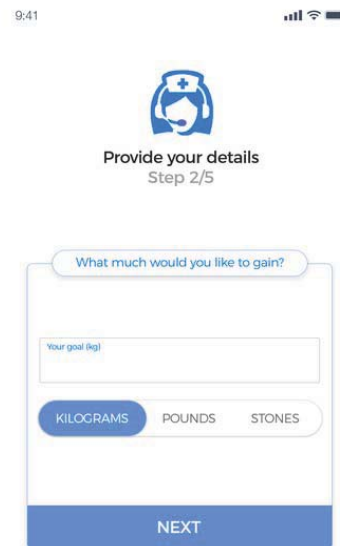 9:41
Provide your details
Step 2/5
What much would you like to gain?
Your goal (kg)
KILOGRAMS POUNDS STONES
NEXT